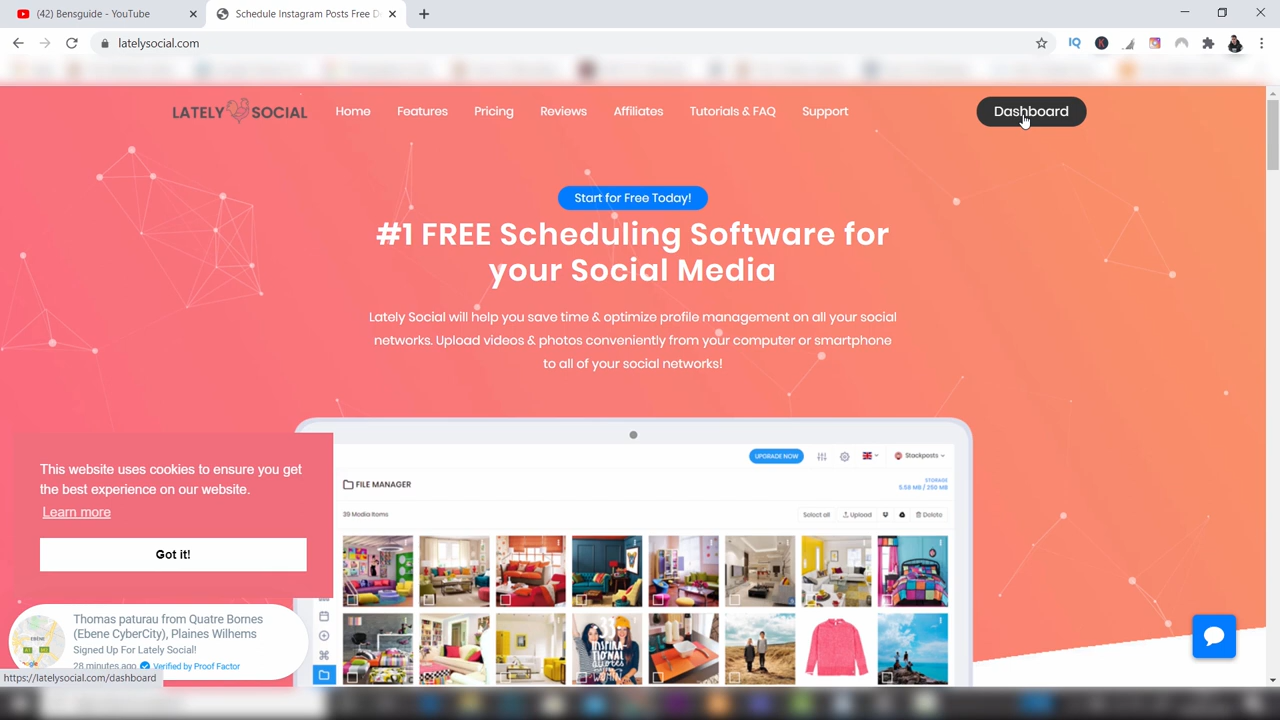 (42) Bensguide - YouTube
Schedule Instagram Posts Free D
latelysocial.com
LATELY SOCIAL
Home
Features
Pricing
Reviews
Affiliates
Tutorials & FAQ
Support
Dashboard
Start for Free Today!
#1 FREE Scheduling Software for
your Social Media
Lately Social will help you save time & optimize profile management on all your social
networks. Upload videos & photos conveniently from your computer or smartphone
to all of your social networks!
UPGRADE NOW
Stackposts
FILE MANAGER
STORAGE
5.58 MB / 250 MB
39 Media Items
Select all
Upload
Delete
33
INSPIRA
TIONAL
This website uses cookies to ensure you get
the best experience on our website.
Learn more
Got it!
Thomas paturau from Quatre Bornes
(Ebene CyberCity), Plaines Wilhems
Signed Up For Lately Social!
28 minutes ago Verified by Proof Factor
https://latelysocial.com/dashboard